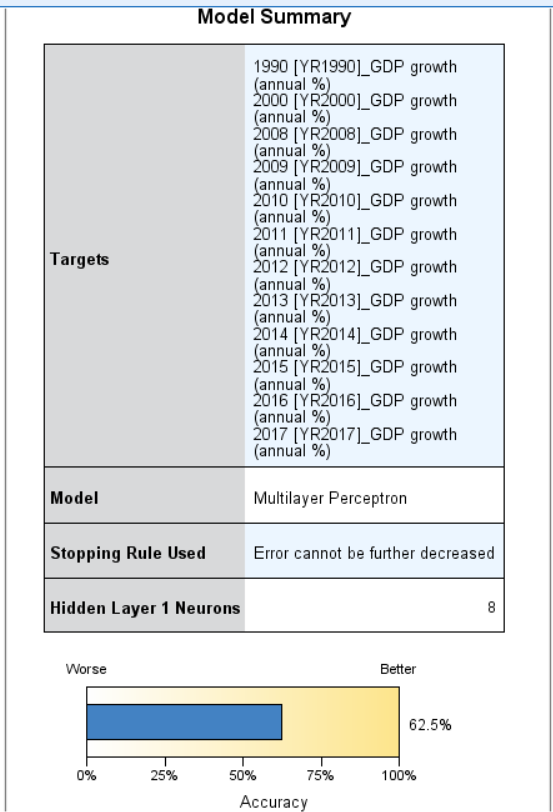 Model Summary
Targets
1990 [YR1990]_GDP growth
(annual %)
2000 [YR2000]_GDP growth
(annual %)
2008 [YR2008]_GDP growth
(annual %)
2009 [YR2009]_GDP growth
(annual %)
2010 [YR2010]_GDP growth
(annual %)
2011 [YR2011]_GDP growth
(annual %)
2012 [YR2012]_GDP growth
(annual %)
2013 [YR2013]_GDP growth
(annual %)
2014 [YR2014]_GDP growth
(annual %)
2015 [YR2015]_GDP growth
(annual %)
2016 [YR2016]_GDP growth
(annual %)
2017 [YR2017]_GDP growth
(annual %)
Model Multilayer Perceptron
Stopping Rule Used Error cannot be further decreased
Hidden Layer 1 Neurons 8
Worse Better
62.5%
0% 25% 50% 75% 100%
Accuracy